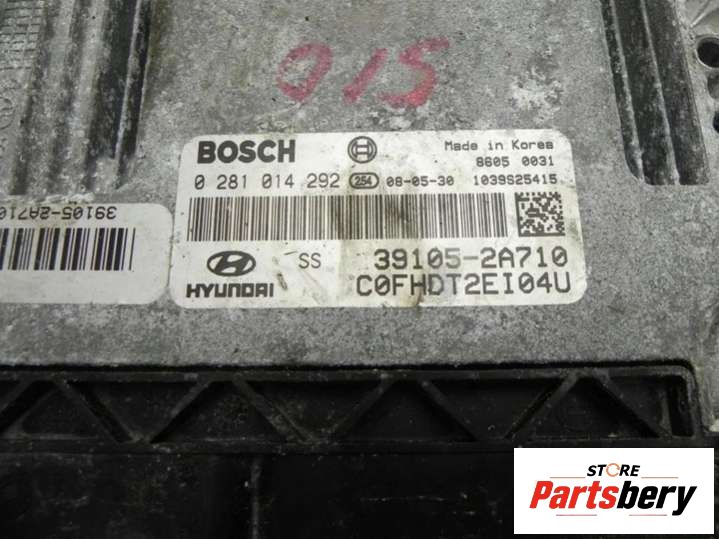 015
BOSCH
Made in Korea
8605 0031
0 281 014 292 254 08-05-30 1039S25415
39105-2A710
HYUNDAI SS 39105-2A710
C0FHDT2EI04U
STORE
Partsbery